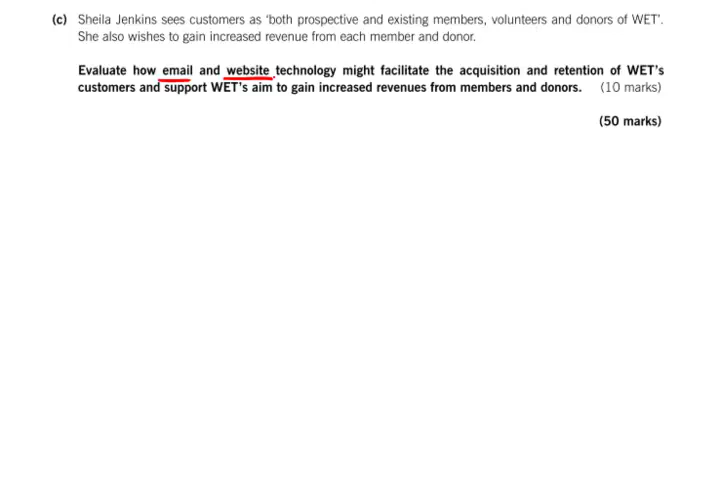 (c) Sheila Jenkins sees customers as 'both prospective and existing members, volunteers and donors of WET'.
She also wishes to gain increased revenue from each member and donor.
Evaluate how email and website technology might facilitate the acquisition and retention of WET's
customers and support WET's aim to gain increased revenues from members and donors. (10 marks)
(50 marks)